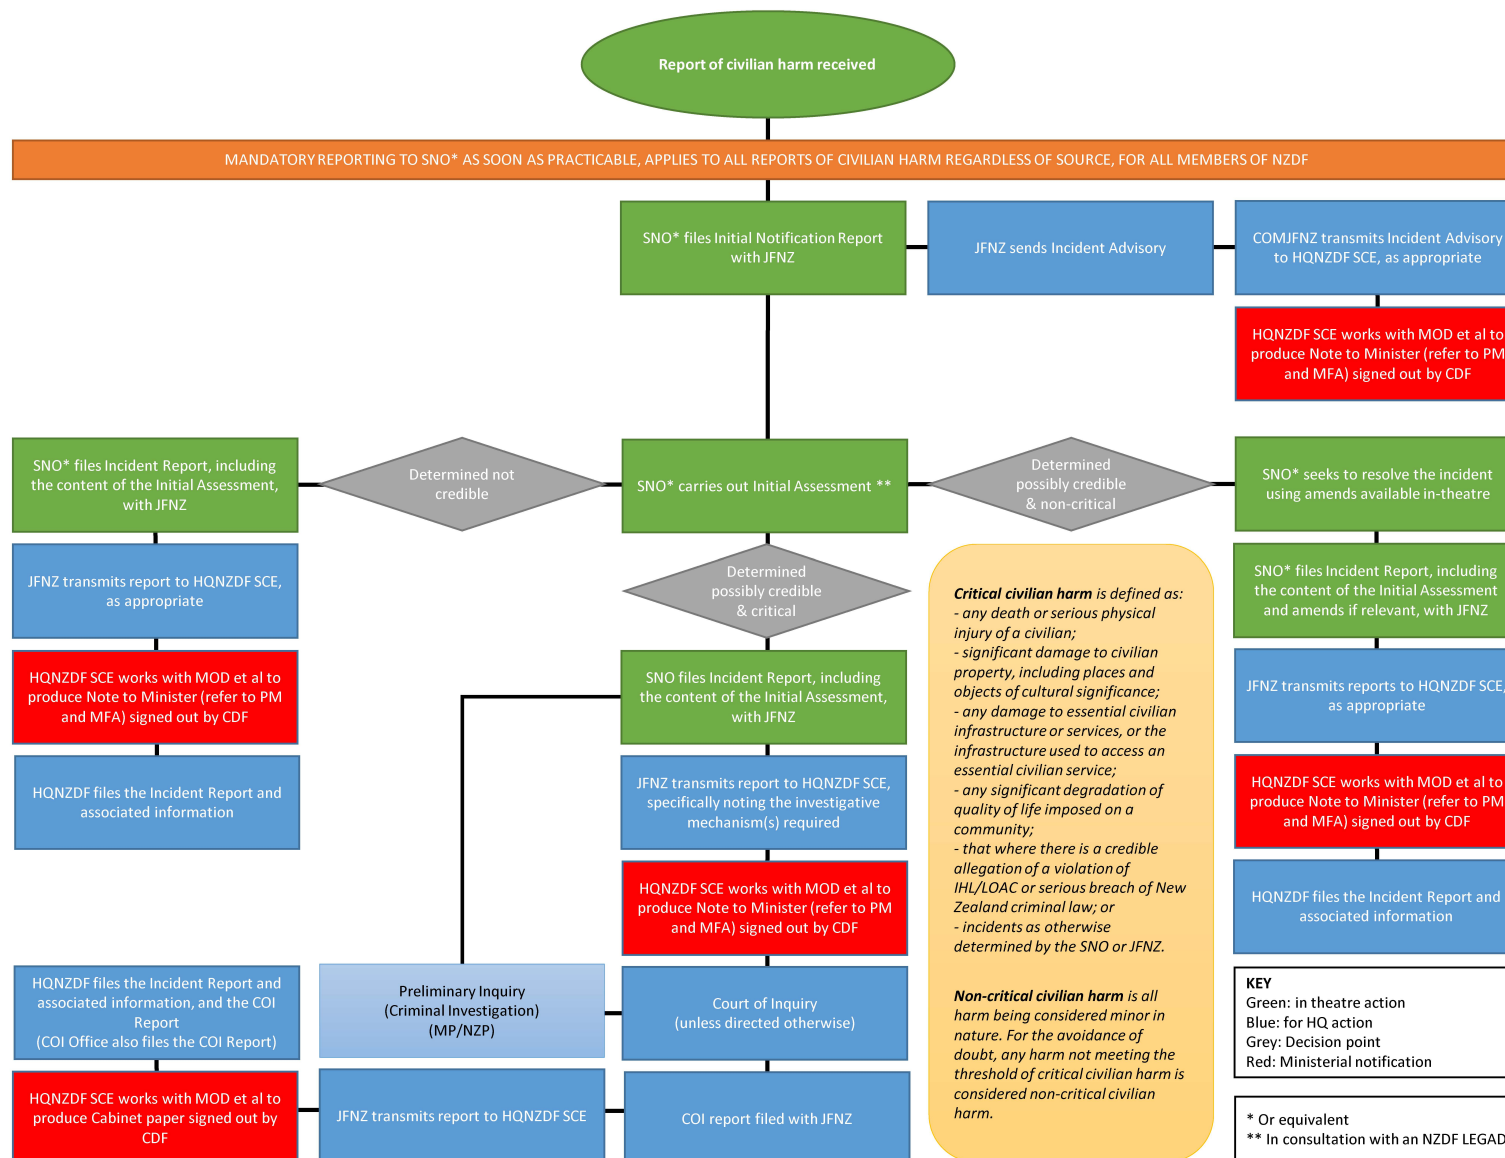 Report of civilian harm received
MANDATORY REPORTING TO SNO* AS SOON AS PRACTICABLE, APPLIES TO ALL REPORTS OF CIVILIAN HARM REGARDLESS OF SOURCE, FOR ALL MEMBERS OF NZDF
SNO* files Initial Notification Report
with JFNZ
JFNZ sends Incident Advisory
COMJFNZ transmits Incident Advisory
to HQNZDF SCE, as appropriate
HQNZDF SCE works with MOD et al to
produce Note to Minister (refer to PM
and MFA) signed out by CDF
SNO* files Incident Report, including
the content of the Initial Assessment,
with JFNZ
Determined not
credible
SNO* carries out Initial Assessment **
Determined
possibly credible
& non-critical
SNO* seeks to resolve the incident
using amends available in-theatre
JFNZ transmits report to HQNZDF SCE,
as appropriate
HQNZDF SCE works with MOD et al to
produce Note to Minister (refer to PM
and MFA) signed out by CDF
HQNZDF files the Incident Report and
associated information
Determined
possibly credible
& critical
SNO files Incident Report, including
the content of the Initial Assessment,
with JFNZ
JFNZ transmits report to HQNZDF SCE,
specifically noting the investigative
mechanism(s) required
HQNZDF SCE works with MOD et al to
produce Note to Minister (refer to PM
and MFA) signed out by CDF
Critical civilian harm is defined as:
- any death or serious physical
injury of a civilian;
- significant damage to civilian
property, including places and
objects of cultural significance;
- any damage to essential civilian
infrastructure or services, or the
infrastructure used to access an
essential civilian service;
- any significant degradation of
quality of life imposed on a
community;
- that where there is a credible
allegation of a violation of
IHL/LOAC or serious breach of New
Zealand criminal law; or
- incidents as otherwise
determined by the SNO or JFNZ.
Non-critical civilian harm is all
harm being considered minor in
nature. For the avoidance of
doubt, any harm not meeting the
threshold of critical civilian harm is
considered non-critical civilian
harm.
SNO* files Incident Report, including
the content of the Initial Assessment
and amends if relevant, with JFNZ
JFNZ transmits reports to HQNZDF SCE,
as appropriate
HQNZDF SCE works with MOD et al to
produce Note to Minister (refer to PM
and MFA) signed out by CDF
HQNZDF files the Incident Report and
associated information
HQNZDF files the Incident Report and
associated information, and the COI
Report
(COI Office also files the COI Report)
Preliminary Inquiry
(Criminal Investigation)
(MP/NZP)
Court of Inquiry
(unless directed otherwise)
HQNZDF SCE works with MOD et al to
produce Cabinet paper signed out by
CDF
JFNZ transmits report to HQNZDF SCE
COI report filed with JFNZ
KEY
Green: in theatre action
Blue: for HQ action
Grey: Decision point
Red: Ministerial notification
* Or equivalent
** In consultation with an NZDF LEGAD